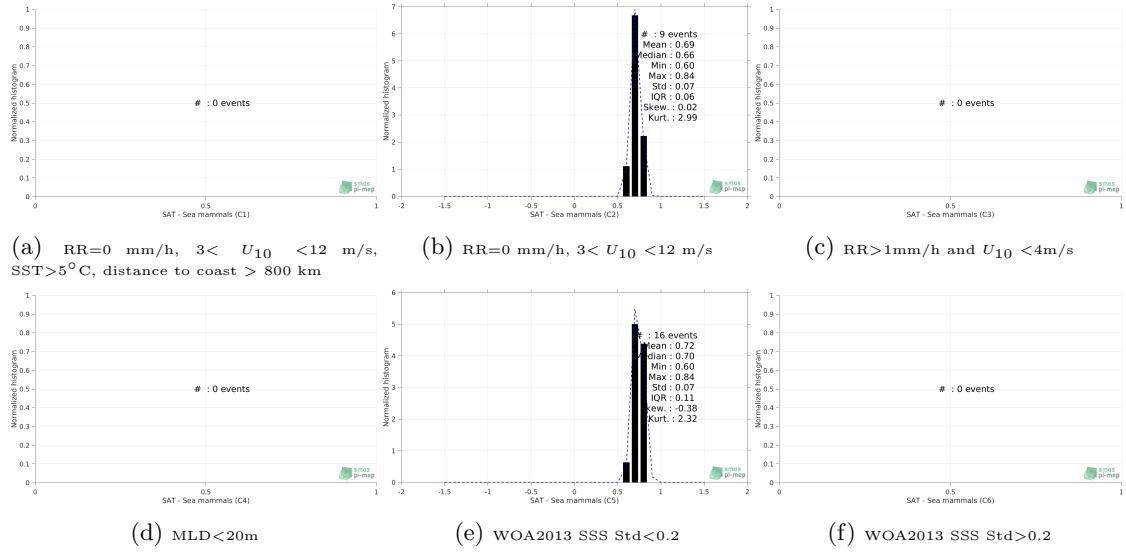 1
0.9
0.8
0.7
0.6
0.5
0.4
0.3
0.2
0.1
0
Normalized histogram
# : 0 events
smos
pi-mep
0 0.5 1
SAT - Sea mammals (C1)
(a) RR=0 mm/h, 3< U10 <12 m/s,
SST>5°C, distance to coast > 800 km
7
6
5
4
3
2
1
0
Normalized histogram
# : 9 events
Mean : 0.69
Median : 0.66
Min : 0.60
Max : 0.84
Std : 0.07
IQR : 0.06
Skew. : 0.02
Kurt. : 2.99
smos
pi-mep
-2 -1.5 -1 -0.5 0 0.5 1 1.5 2
SAT - Sea mammals (C2)
(b) RR=0 mm/h, 3< U10 <12 m/s
1
0.9
0.8
0.7
0.6
0.5
0.4
0.3
0.2
0.1
0
Normalized histogram
# : 0 events
smos
pi-mep
0 0.5 1
SAT - Sea mammals (C3)
(c) RR>1mm/h and U10 <4m/s
1
0.9
0.8
0.7
0.6
0.5
0.4
0.3
0.2
0.1
0
Normalized histogram
# : 0 events
smos
pi-mep
0 0.5 1
SAT - Sea mammals (C4)
(d) MLD<20m
6
5
4
3
2
1
0
Normalized histogram
# : 16 events
Mean : 0.72
Median : 0.70
Min : 0.60
Max : 0.84
Std : 0.07
IQR : 0.11
Skew. : -0.38
Kurt. : 2.32
smos
pi-mep
-2 -1.5 -1 -0.5 0 0.5 1 1.5 2
SAT - Sea mammals (C5)
(e) WOA2013 SSS Std<0.2
1
0.9
0.8
0.7
0.6
0.5
0.4
0.3
0.2
0.1
0
Normalized histogram
# : 0 events
smos
pi-mep
0 0.5 1
SAT - Sea mammals (C6)
(f) WOA2013 SSS Std>0.2